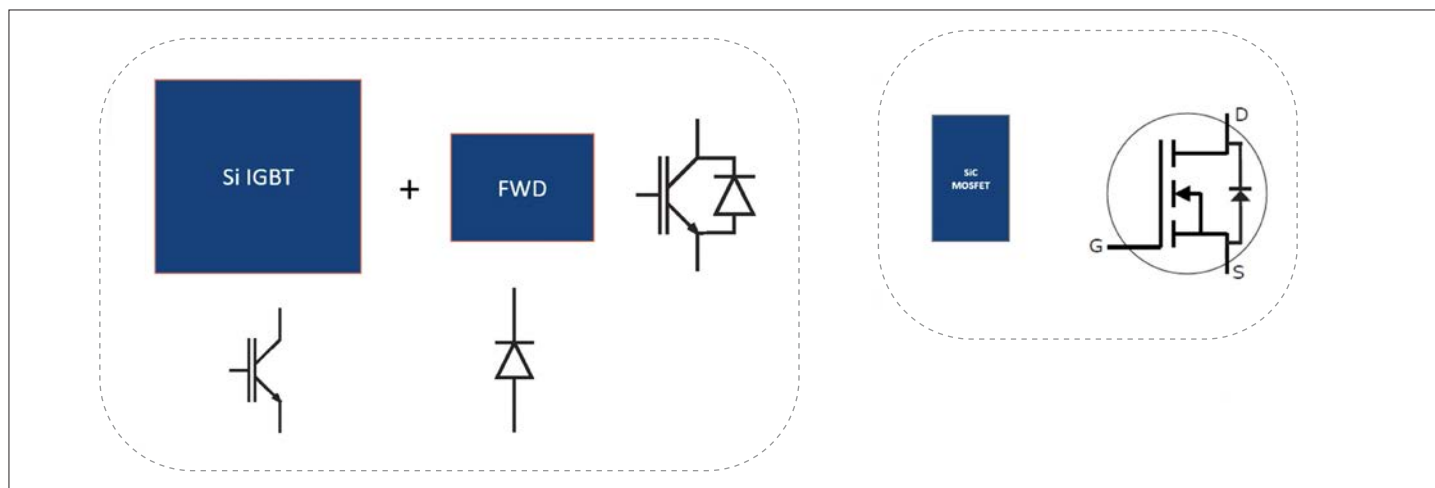 Si IGBT
+
FWD
SiC
MOSFET
D
G
S